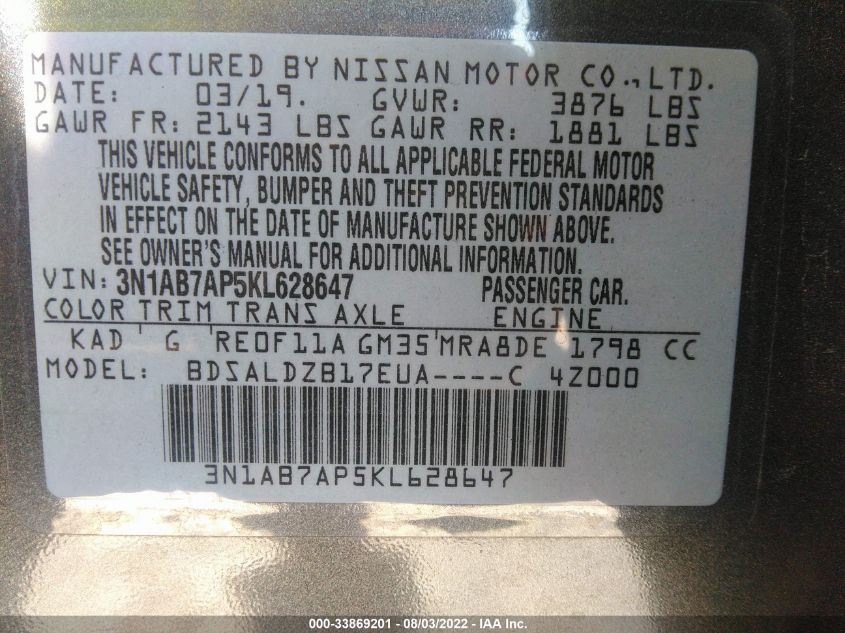 MANUFACTURED BY NISSAN MOTOR CO., LTD.
DATE: 03/19. GVWR: 3876 LBS
GAWR FR: 2143 LBS GAWR RR: 1881 LBS
THIS VEHICLE CONFORMS TO ALL APPLICABLE FEDERAL MOTOR
VEHICLE SAFETY, BUMPER AND THEFT PREVENTION STANDARDS
IN EFFECT ON THE DATE OF MANUFACTURE SHOWN ABOVE.
SEE OWNER'S MANUAL FOR ADDITIONAL INFORMATION.
VIN: 3N1AB7AP5KL628647 PASSENGER CAR.
COLOR TRIM TRANS AXLE ENGINE
KAD ' G 'RE0F11A GM35'MRA8DE 1798 CC
MODEL: BDSALDZB17EUA----C 4Z000
3N1AB7AP5KL628647
000-33869201 - 08/03/2022 - IAA Inc.